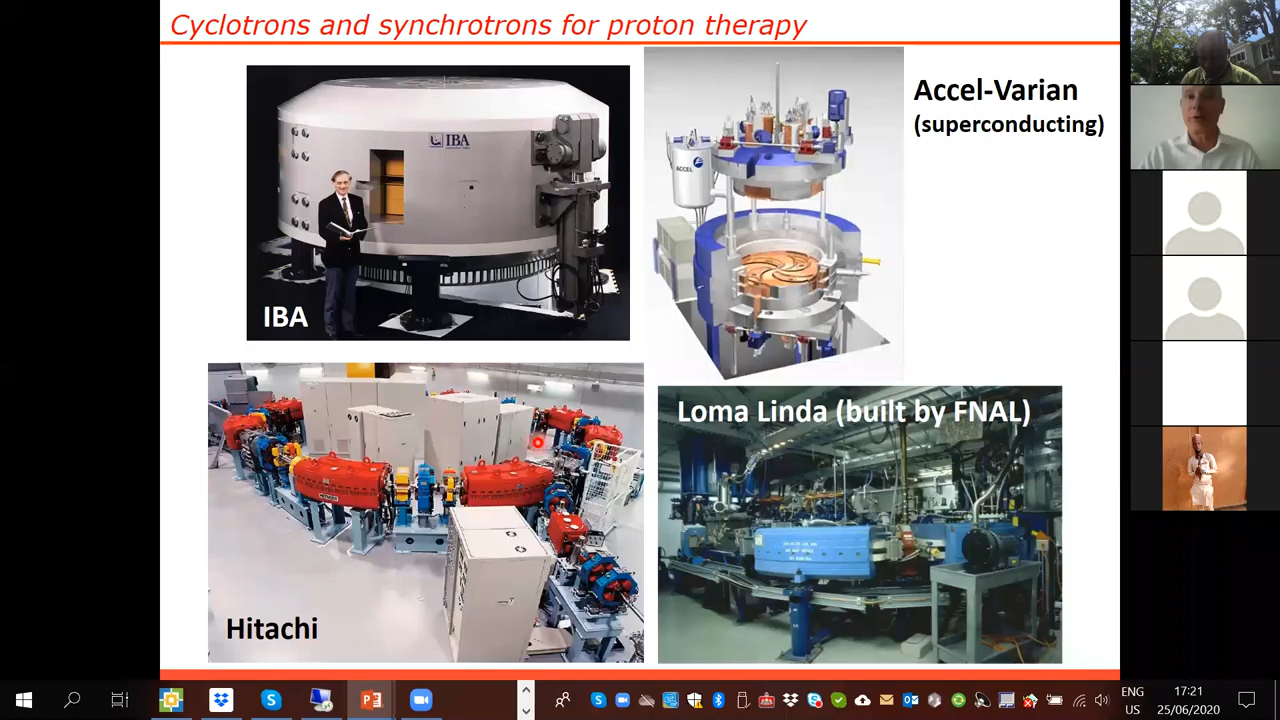 Cyclotrons and synchrotrons for proton therapy
IBA
IBA
ACCEL
Accel-Varian
(superconducting)
HITACHI
Hitachi
Loma Linda (built by FNAL)
ENG
US
17:21
25/06/2020